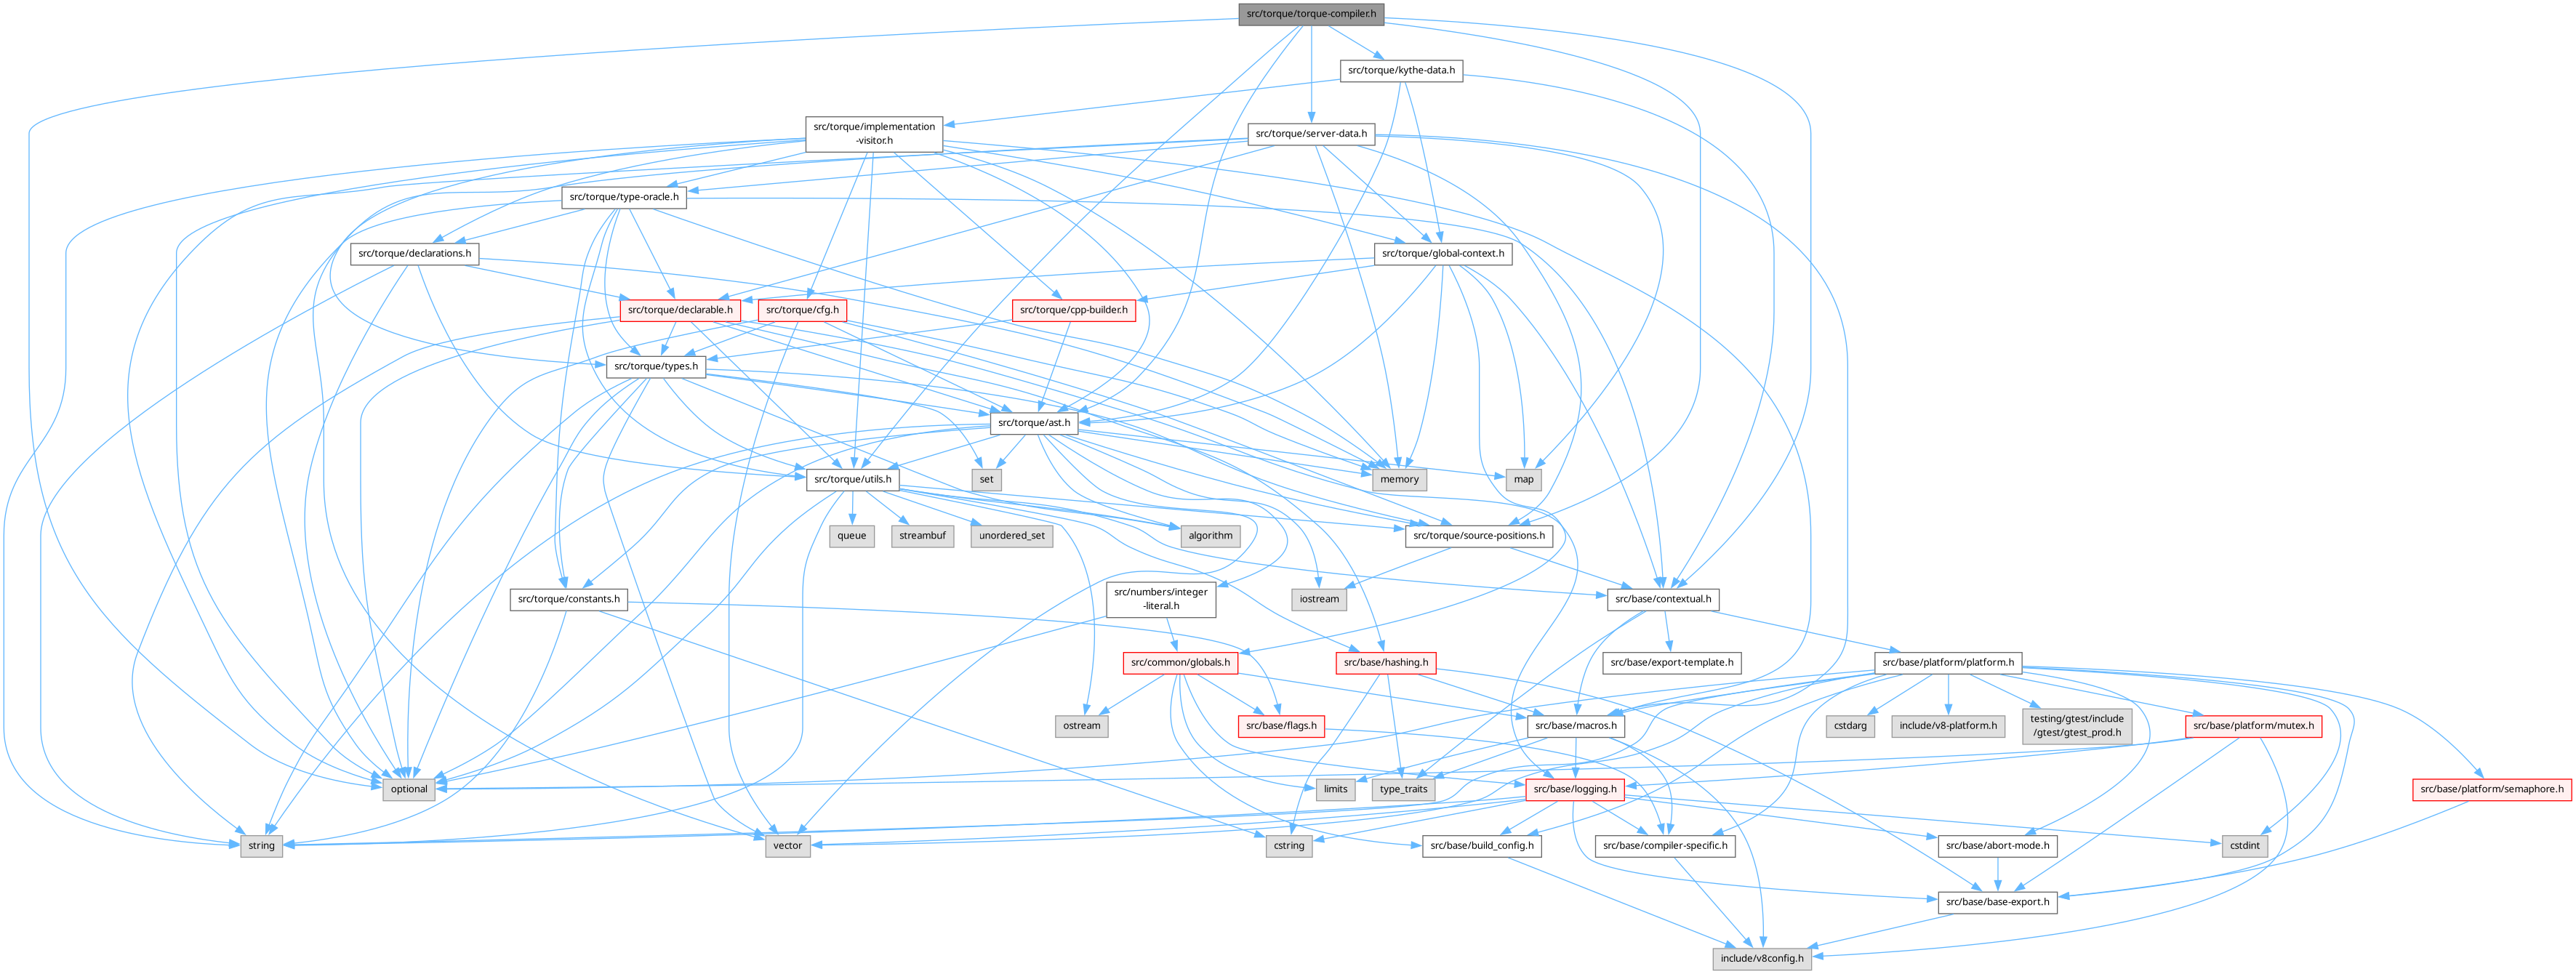 src/torque/torque-compiler.h
src/torque/kythe-data.h
src/torque/implementation
-visitor.h
src/torque/server-data.h
src/torque/type-oracle.h
src/torque/declarations.h
src/torque/global-context.h
src/torque/declarable.h
src/torque/cfg.h
src/torque/cpp-builder.h
src/torque/types.h
src/torque/ast.h
src/torque/utils.h
set
memory
map
queue
streambuf
unordered_set
algorithm
src/torque/source-positions.h
src/torque/constants.h
src/numbers/integer
-literal.h
iostream
src/base/contextual.h
src/common/globals.h
src/base/hashing.h
src/base/export-template.h
src/base/platform/platform.h
ostream
src/base/flags.h
src/base/macros.h
cstdarg
include/v8-platform.h
testing/gtest/include
/gtest/gtest_prod.h
src/base/platform/mutex.h
optional
limits
type_traits
src/base/logging.h
src/base/platform/semaphore.h
string
vector
cstring
src/base/build_config.h
src/base/compiler-specific.h
src/base/abort-mode.h
cstdint
src/base/base-export.h
include/v8config.h